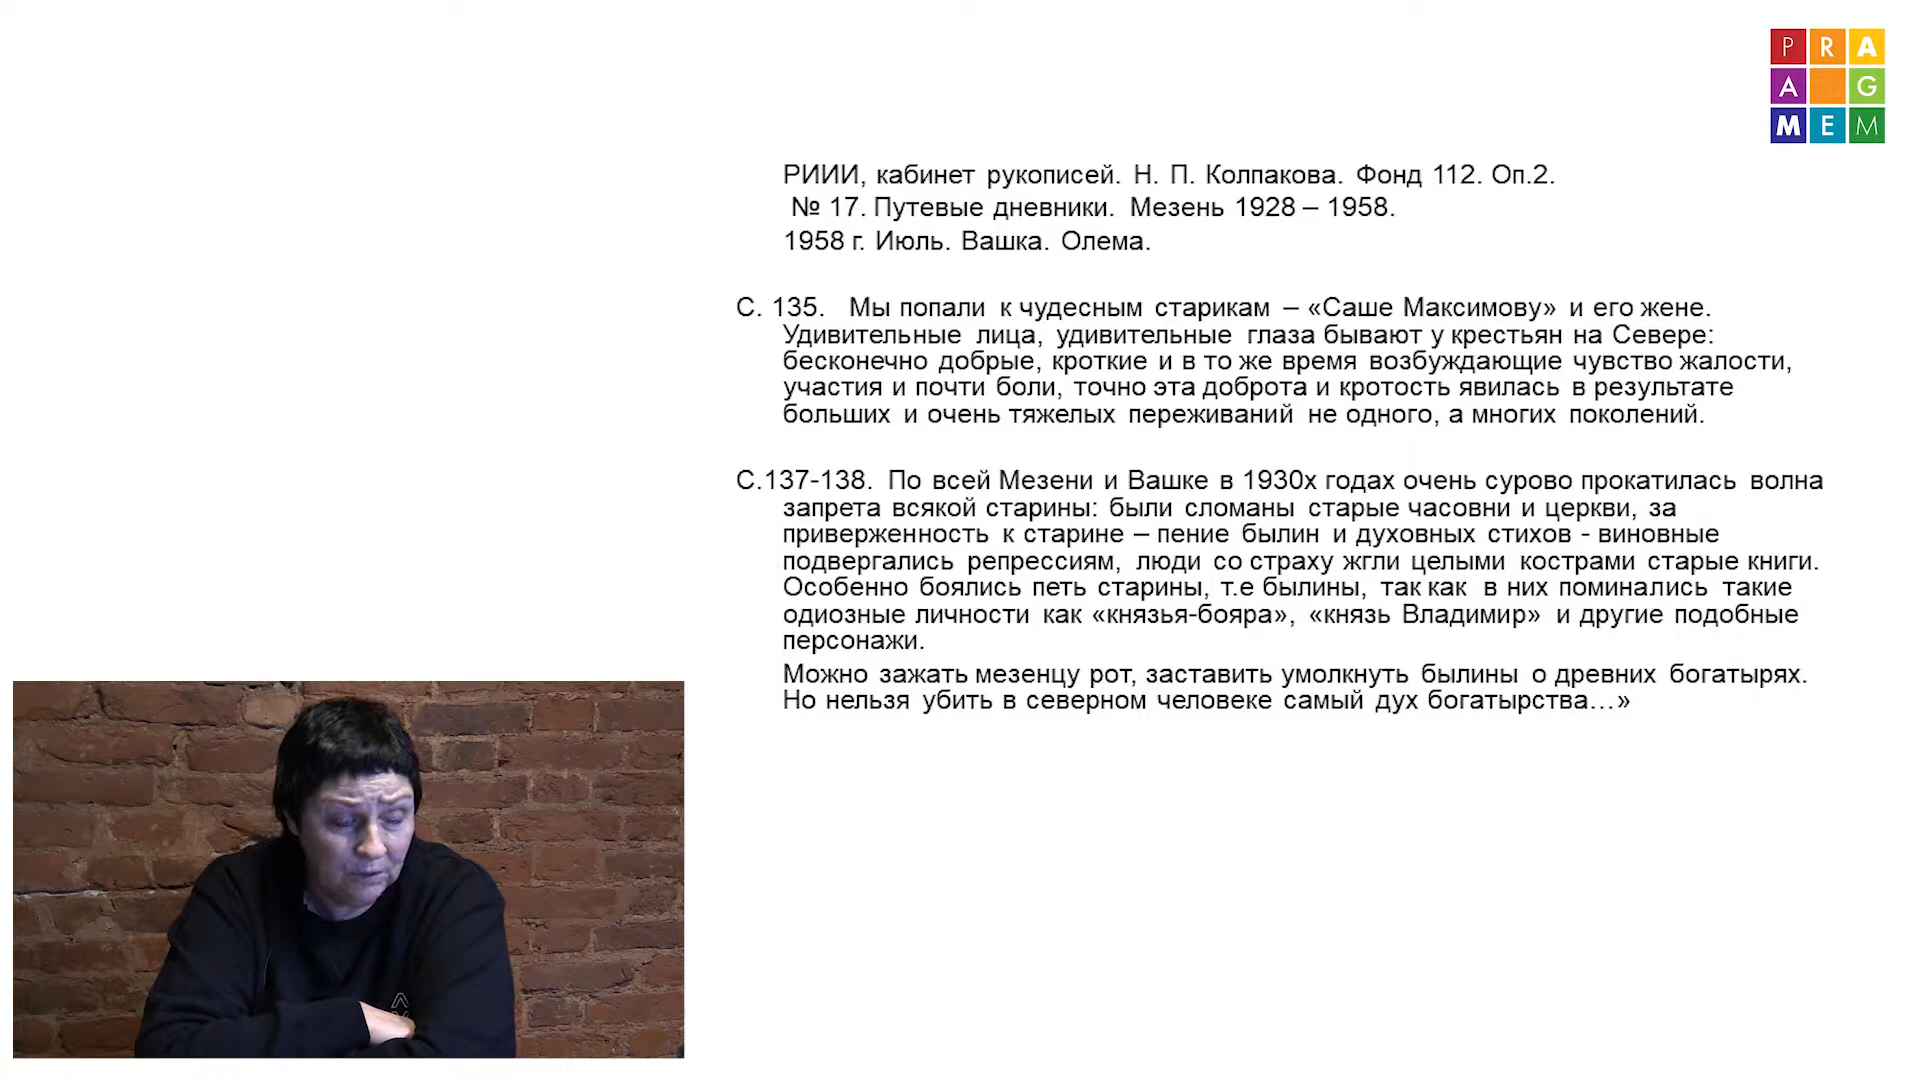 PRA
AG
MEM
РИИИ, кабинет рукописей. Н. П. Колпакова. Фонд 112. Оп.2.
№ 17. Путевые дневники. Мезень 1928 – 1958.
1958 г. Июль. Вашка. Олема.
С. 135. Мы попали к чудесным старикам – «Саше Максимову» и его жене.
Удивительные лица, удивительные глаза бывают у крестьян на Севере:
бесконечно добрые, кроткие и в то же время возбуждающие чувство жалости,
участия и почти боли, точно эта доброта и кротость явилась в результате
больших и очень тяжелых переживаний не одного, а многих поколений.
С.137-138. По всей Мезени и Вашке в 1930х годах очень сурово прокатилась волна
запрета всякой старины: были сломаны старые часовни и церкви, за
приверженность к старине – пение былин и духовных стихов - виновные
подвергались репрессиям, люди со страху жгли целыми кострами старые книги.
Особенно боялись петь старины, т.е былины, так как в них поминались такие
одиозные личности как «князья-бояра», «князь Владимир» и другие подобные
персонажи.
Можно зажать мезенцу рот, заставить умолкнуть былины о древних богатырях.
Но нельзя убить в северном человеке самый дух богатырства…»